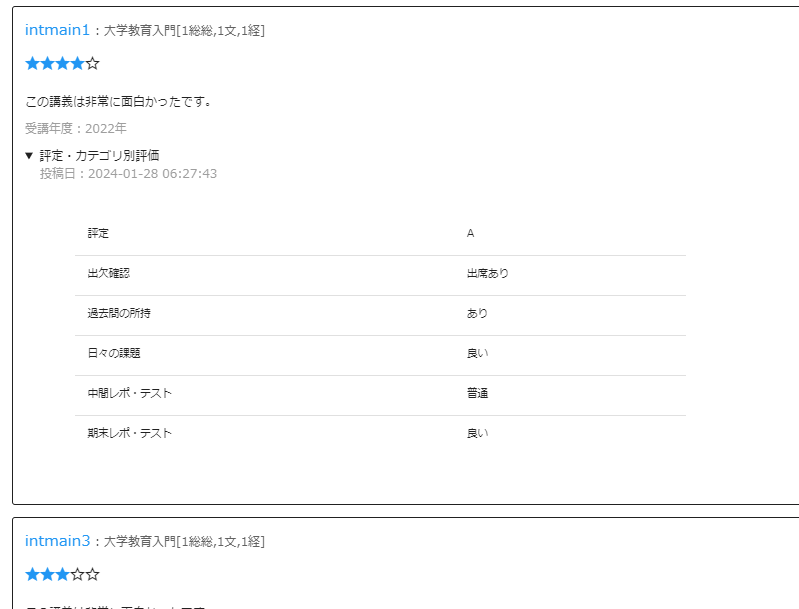 intmain1 : 大学教育入門[1総総,1文,1経]
★★★★☆
この講義は非常に面白かったです。
受講年度：2022年
▼ 評定・カテゴリ別評価
投稿日：2024-01-28 06:27:43
評定 A
出欠確認 出席あり
過去問の所持 あり
日々の課題 良い
中間レポ・テスト 普通
期末レポ・テスト 良い
intmain3 : 大学教育入門[1総総,1文,1経]
★★★☆☆